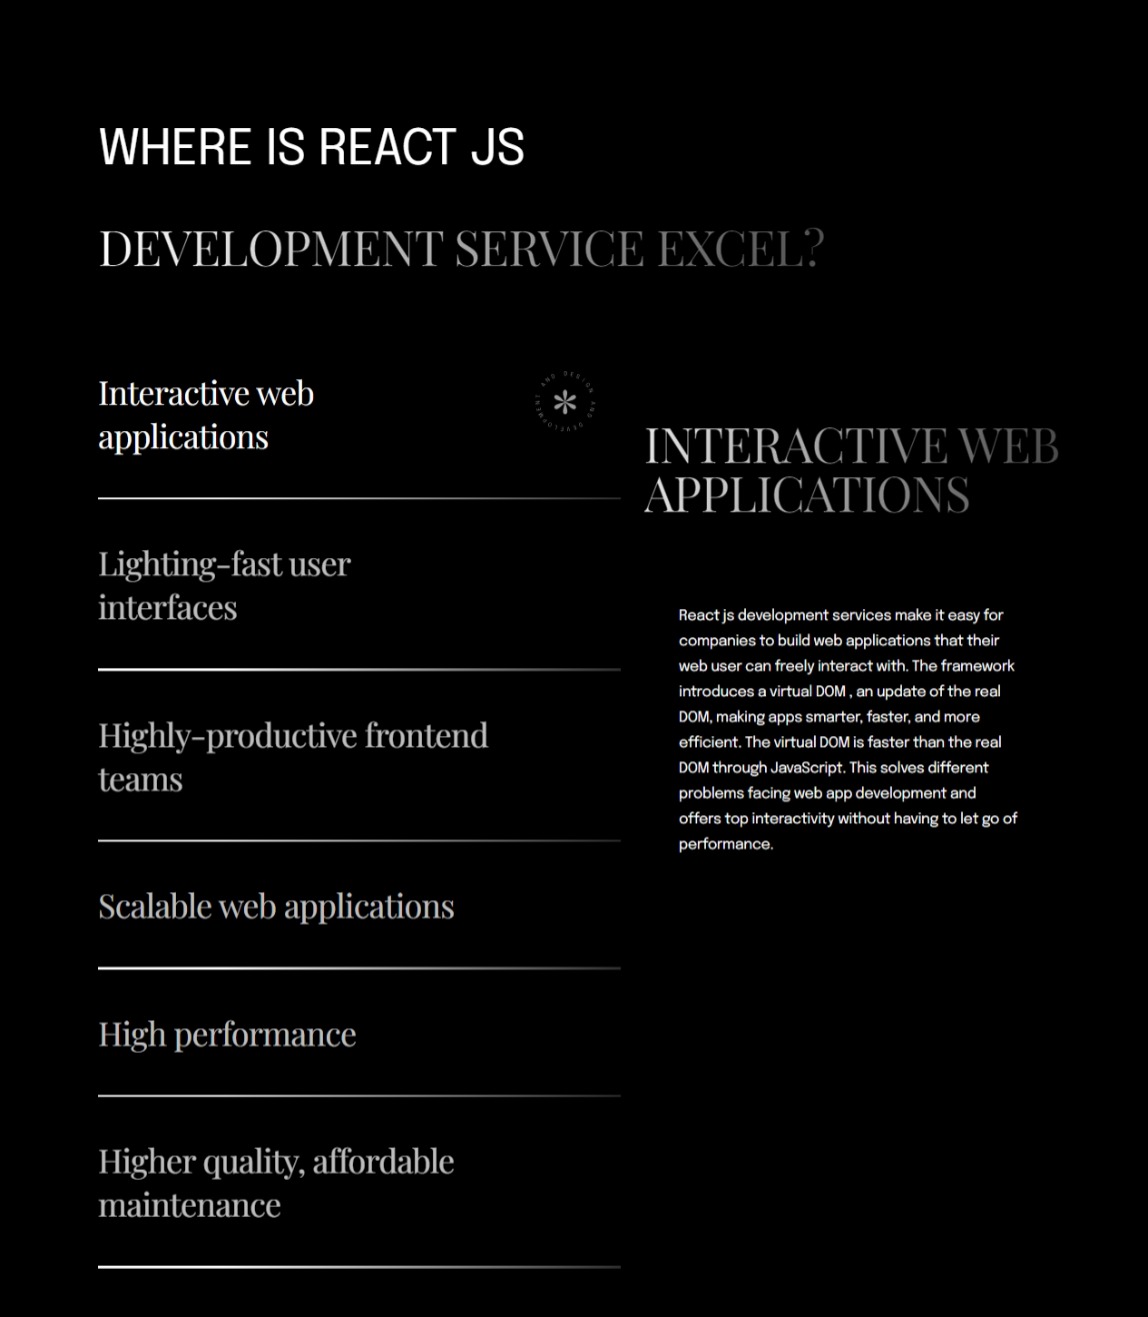 WHERE IS REACT JS
DEVELOPMENT SERVICE EXCEL?
Interactive web
applications
AND DESIGN AND DEVELOPMENT
INTERACTIVE WEB
APPLICATIONS
Lighting-fast user
interfaces
Highly-productive frontend
teams
Scalable web applications
High performance
Higher quality, affordable
maintenance
React js development services make it easy for
companies to build web applications that their
web user can freely interact with. The framework
introduces a virtual DOM , an update of the real
DOM, making apps smarter, faster, and more
efficient. The virtual DOM is faster than the real
DOM through JavaScript. This solves different
problems facing web app development and
offers top interactivity without having to let go of
performance.